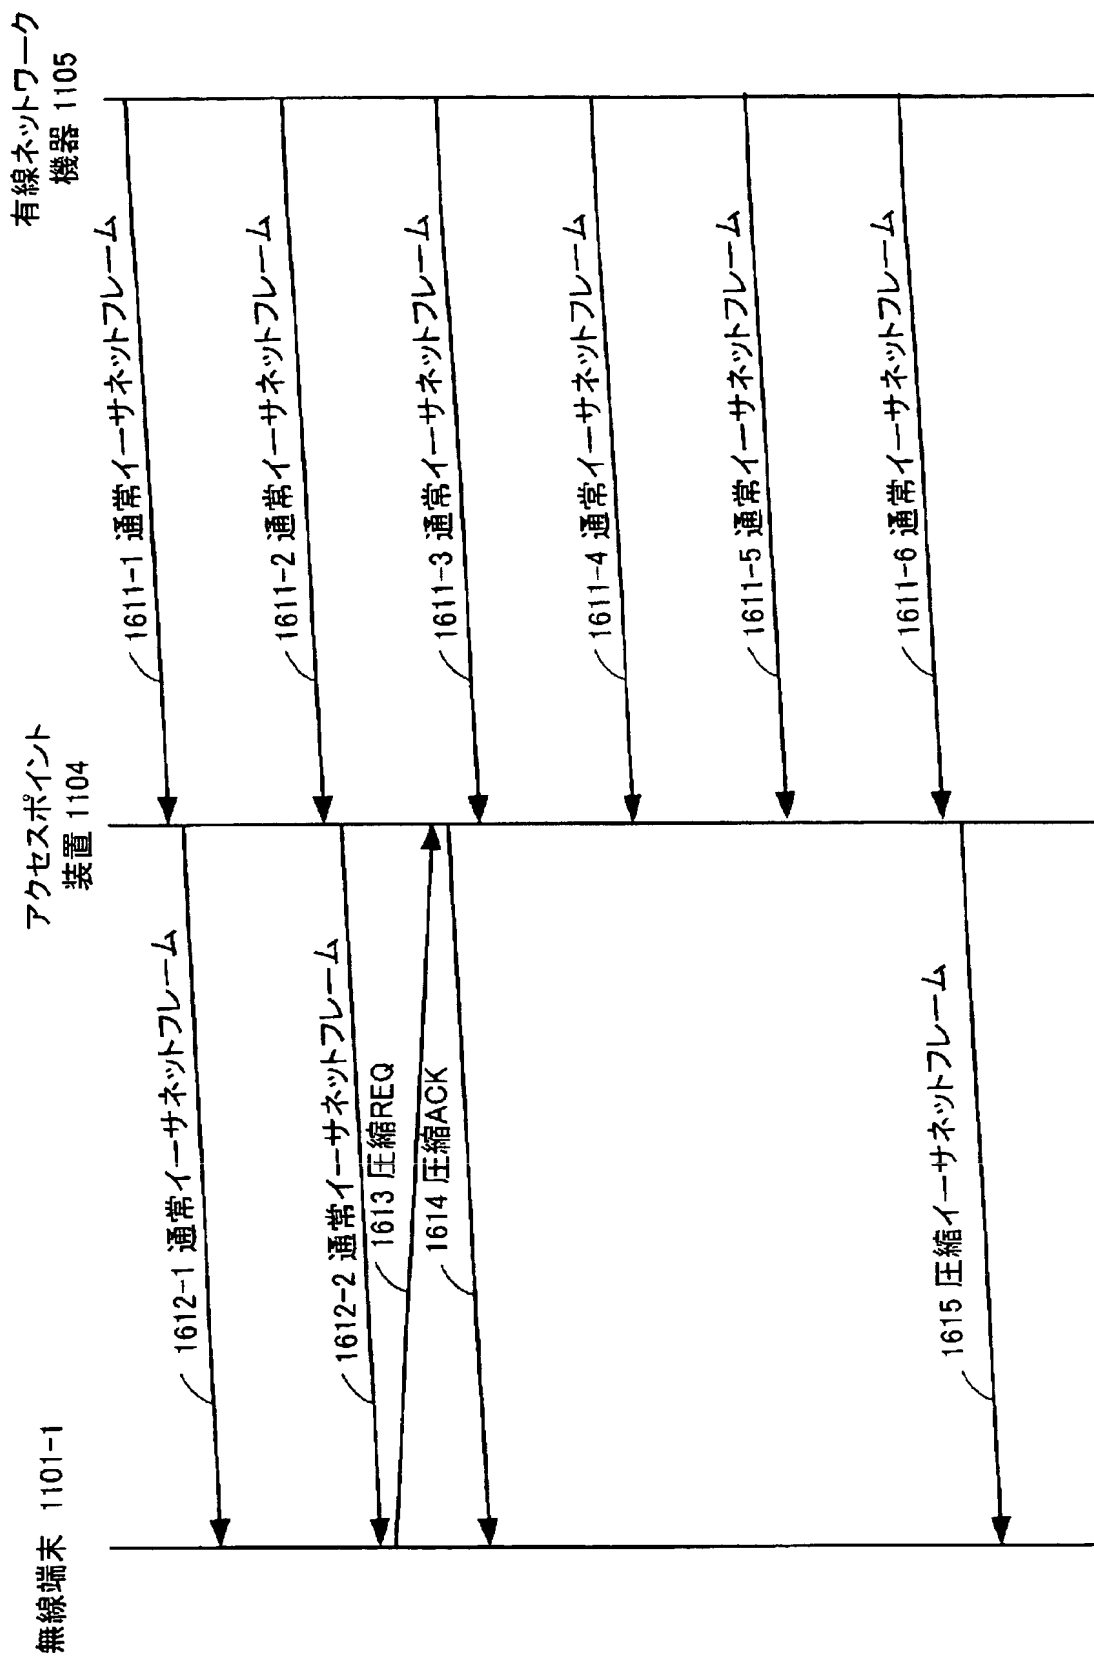 無線端末 1101-1
アクセスポイント
装置 1104
有線ネットワーク
機器 1105
1611-1 通常イーサネットフレーム
1612-1 通常イーサネットフレーム
1611-2 通常イーサネットフレーム
1612-2 通常イーサネットフレーム
1613 圧縮REQ
1614 圧縮ACK
1611-3 通常イーサネットフレーム
1611-4 通常イーサネットフレーム
1611-5 通常イーサネットフレーム
1611-6 通常イーサネットフレーム
1615 圧縮イーサネットフレーム